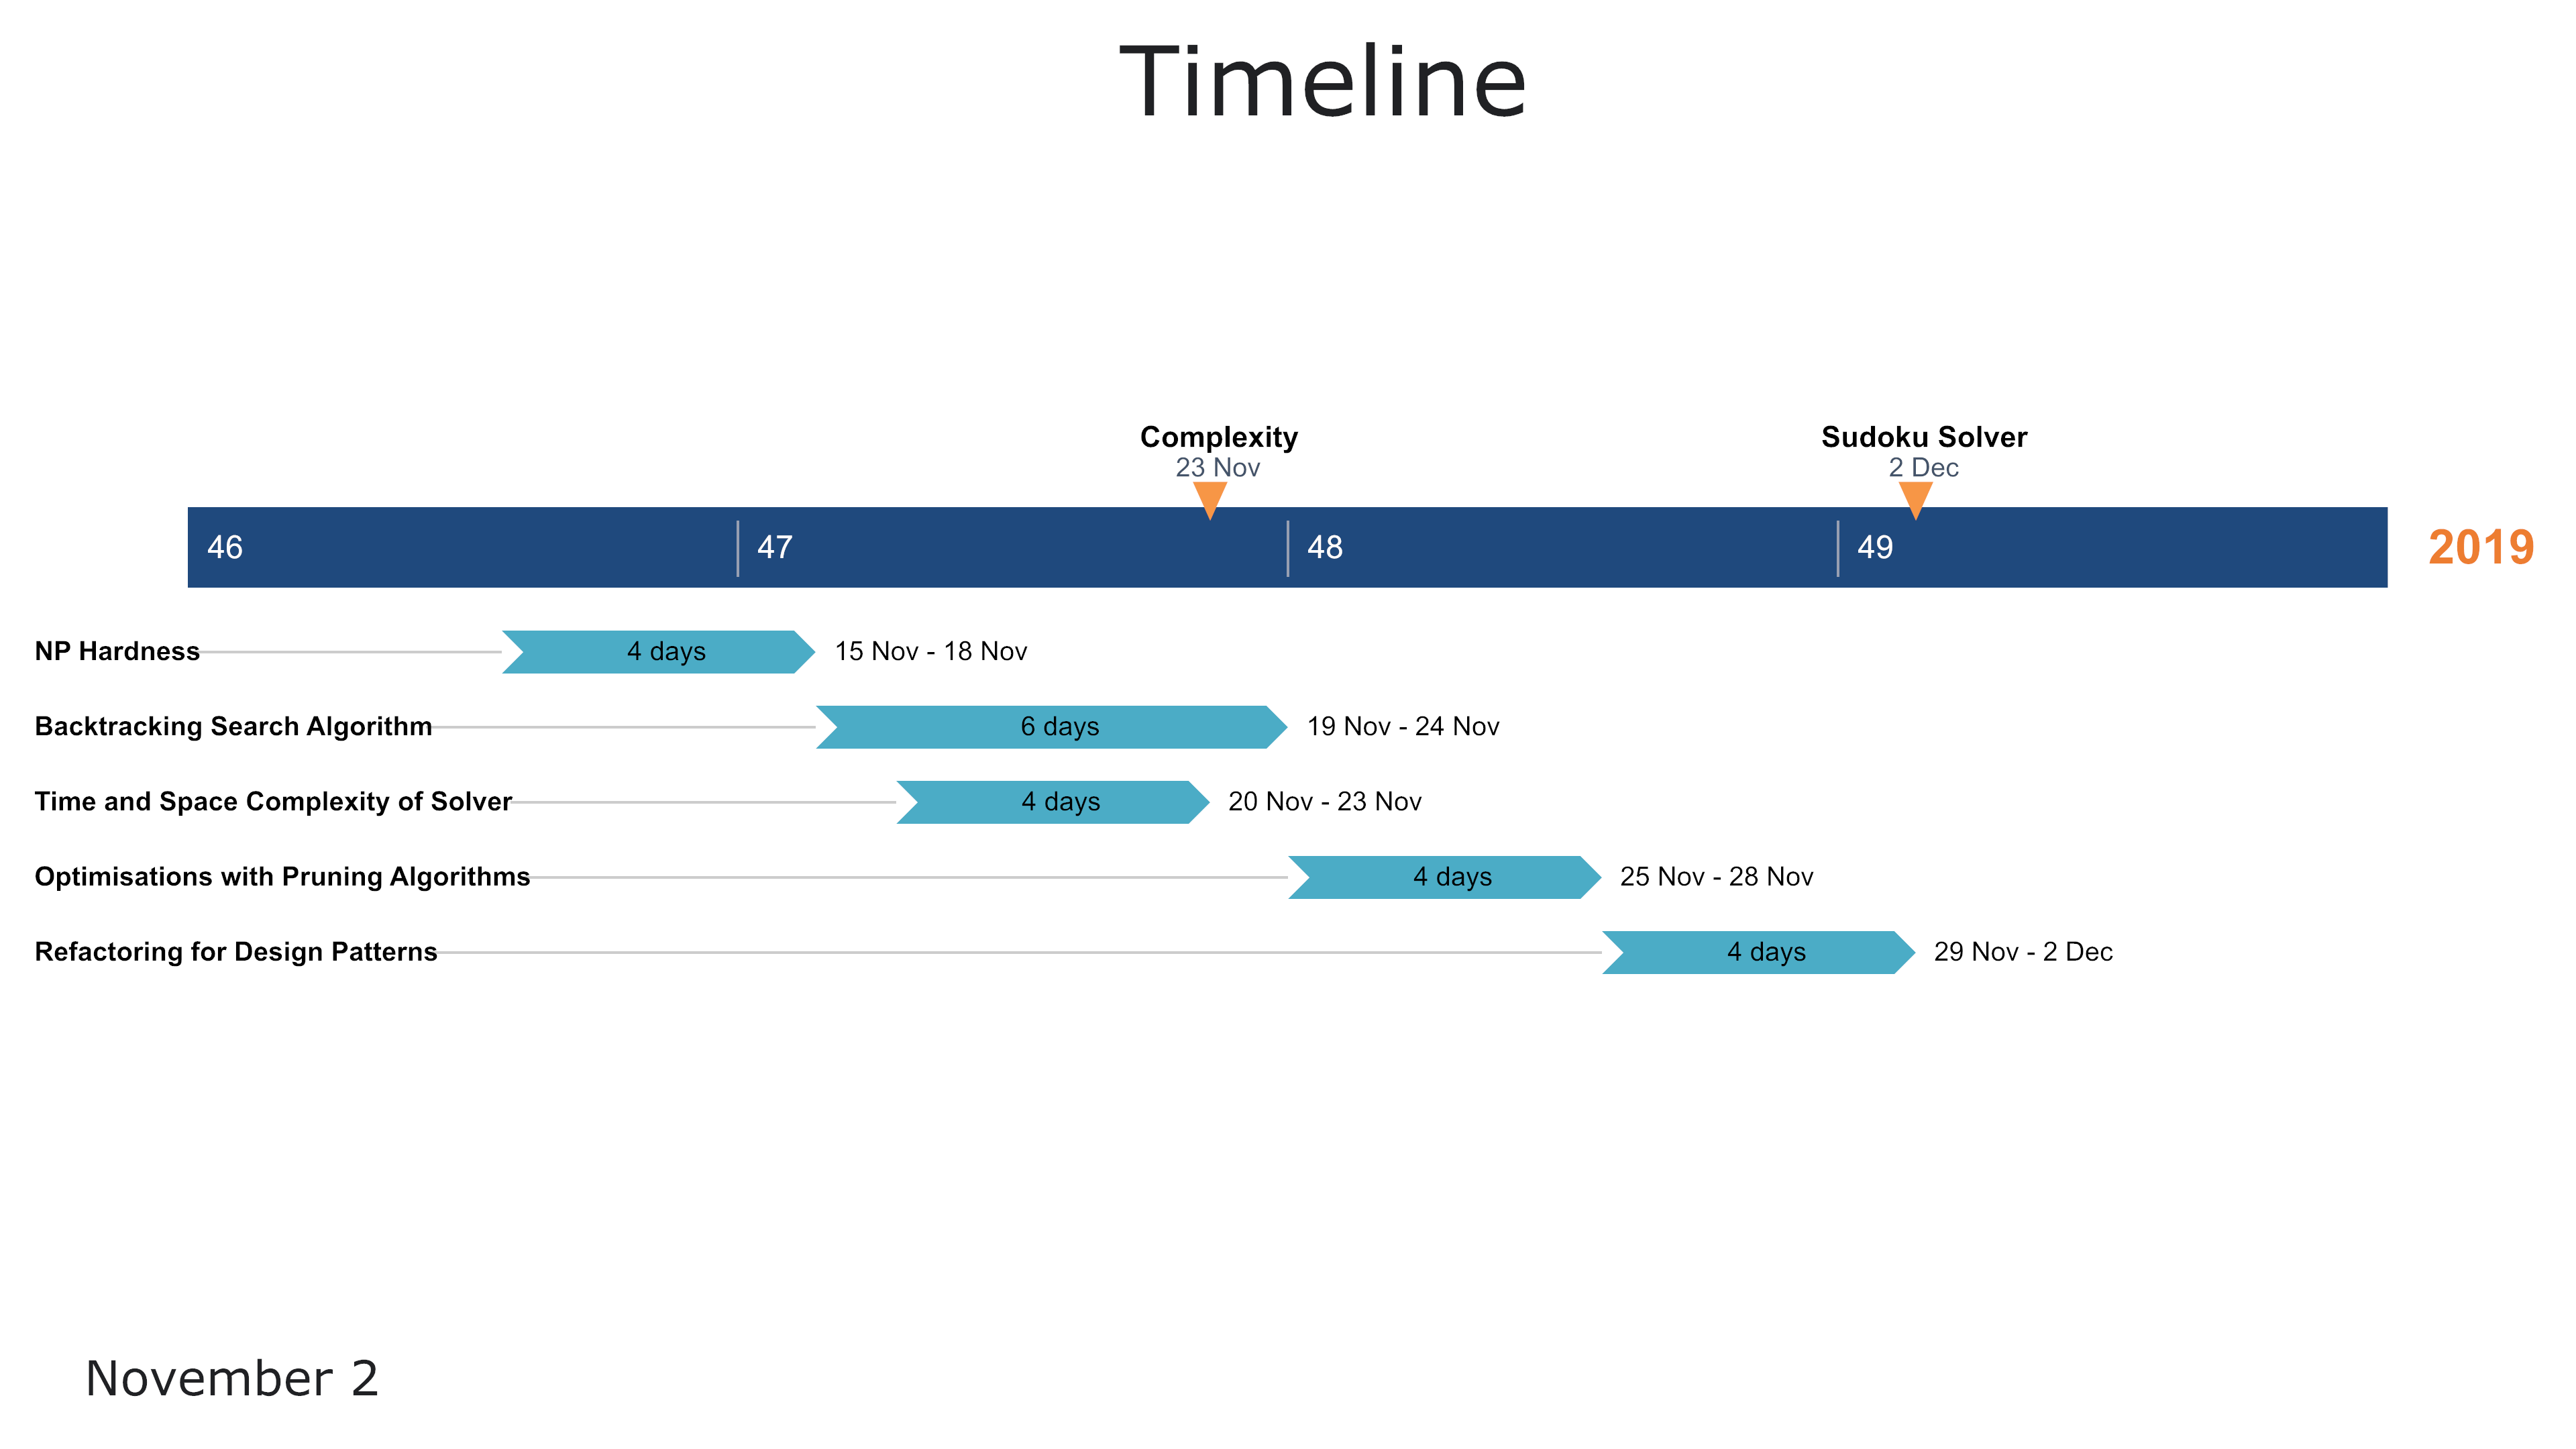 Timeline
Complexity
23 Nov
Sudoku Solver
2 Dec
46 47 48 49 2019
NP Hardness 4 days 15 Nov - 18 Nov
Backtracking Search Algorithm 6 days 19 Nov - 24 Nov
Time and Space Complexity of Solver 4 days 20 Nov - 23 Nov
Optimisations with Pruning Algorithms 4 days 25 Nov - 28 Nov
Refactoring for Design Patterns 4 days 29 Nov - 2 Dec
November 2